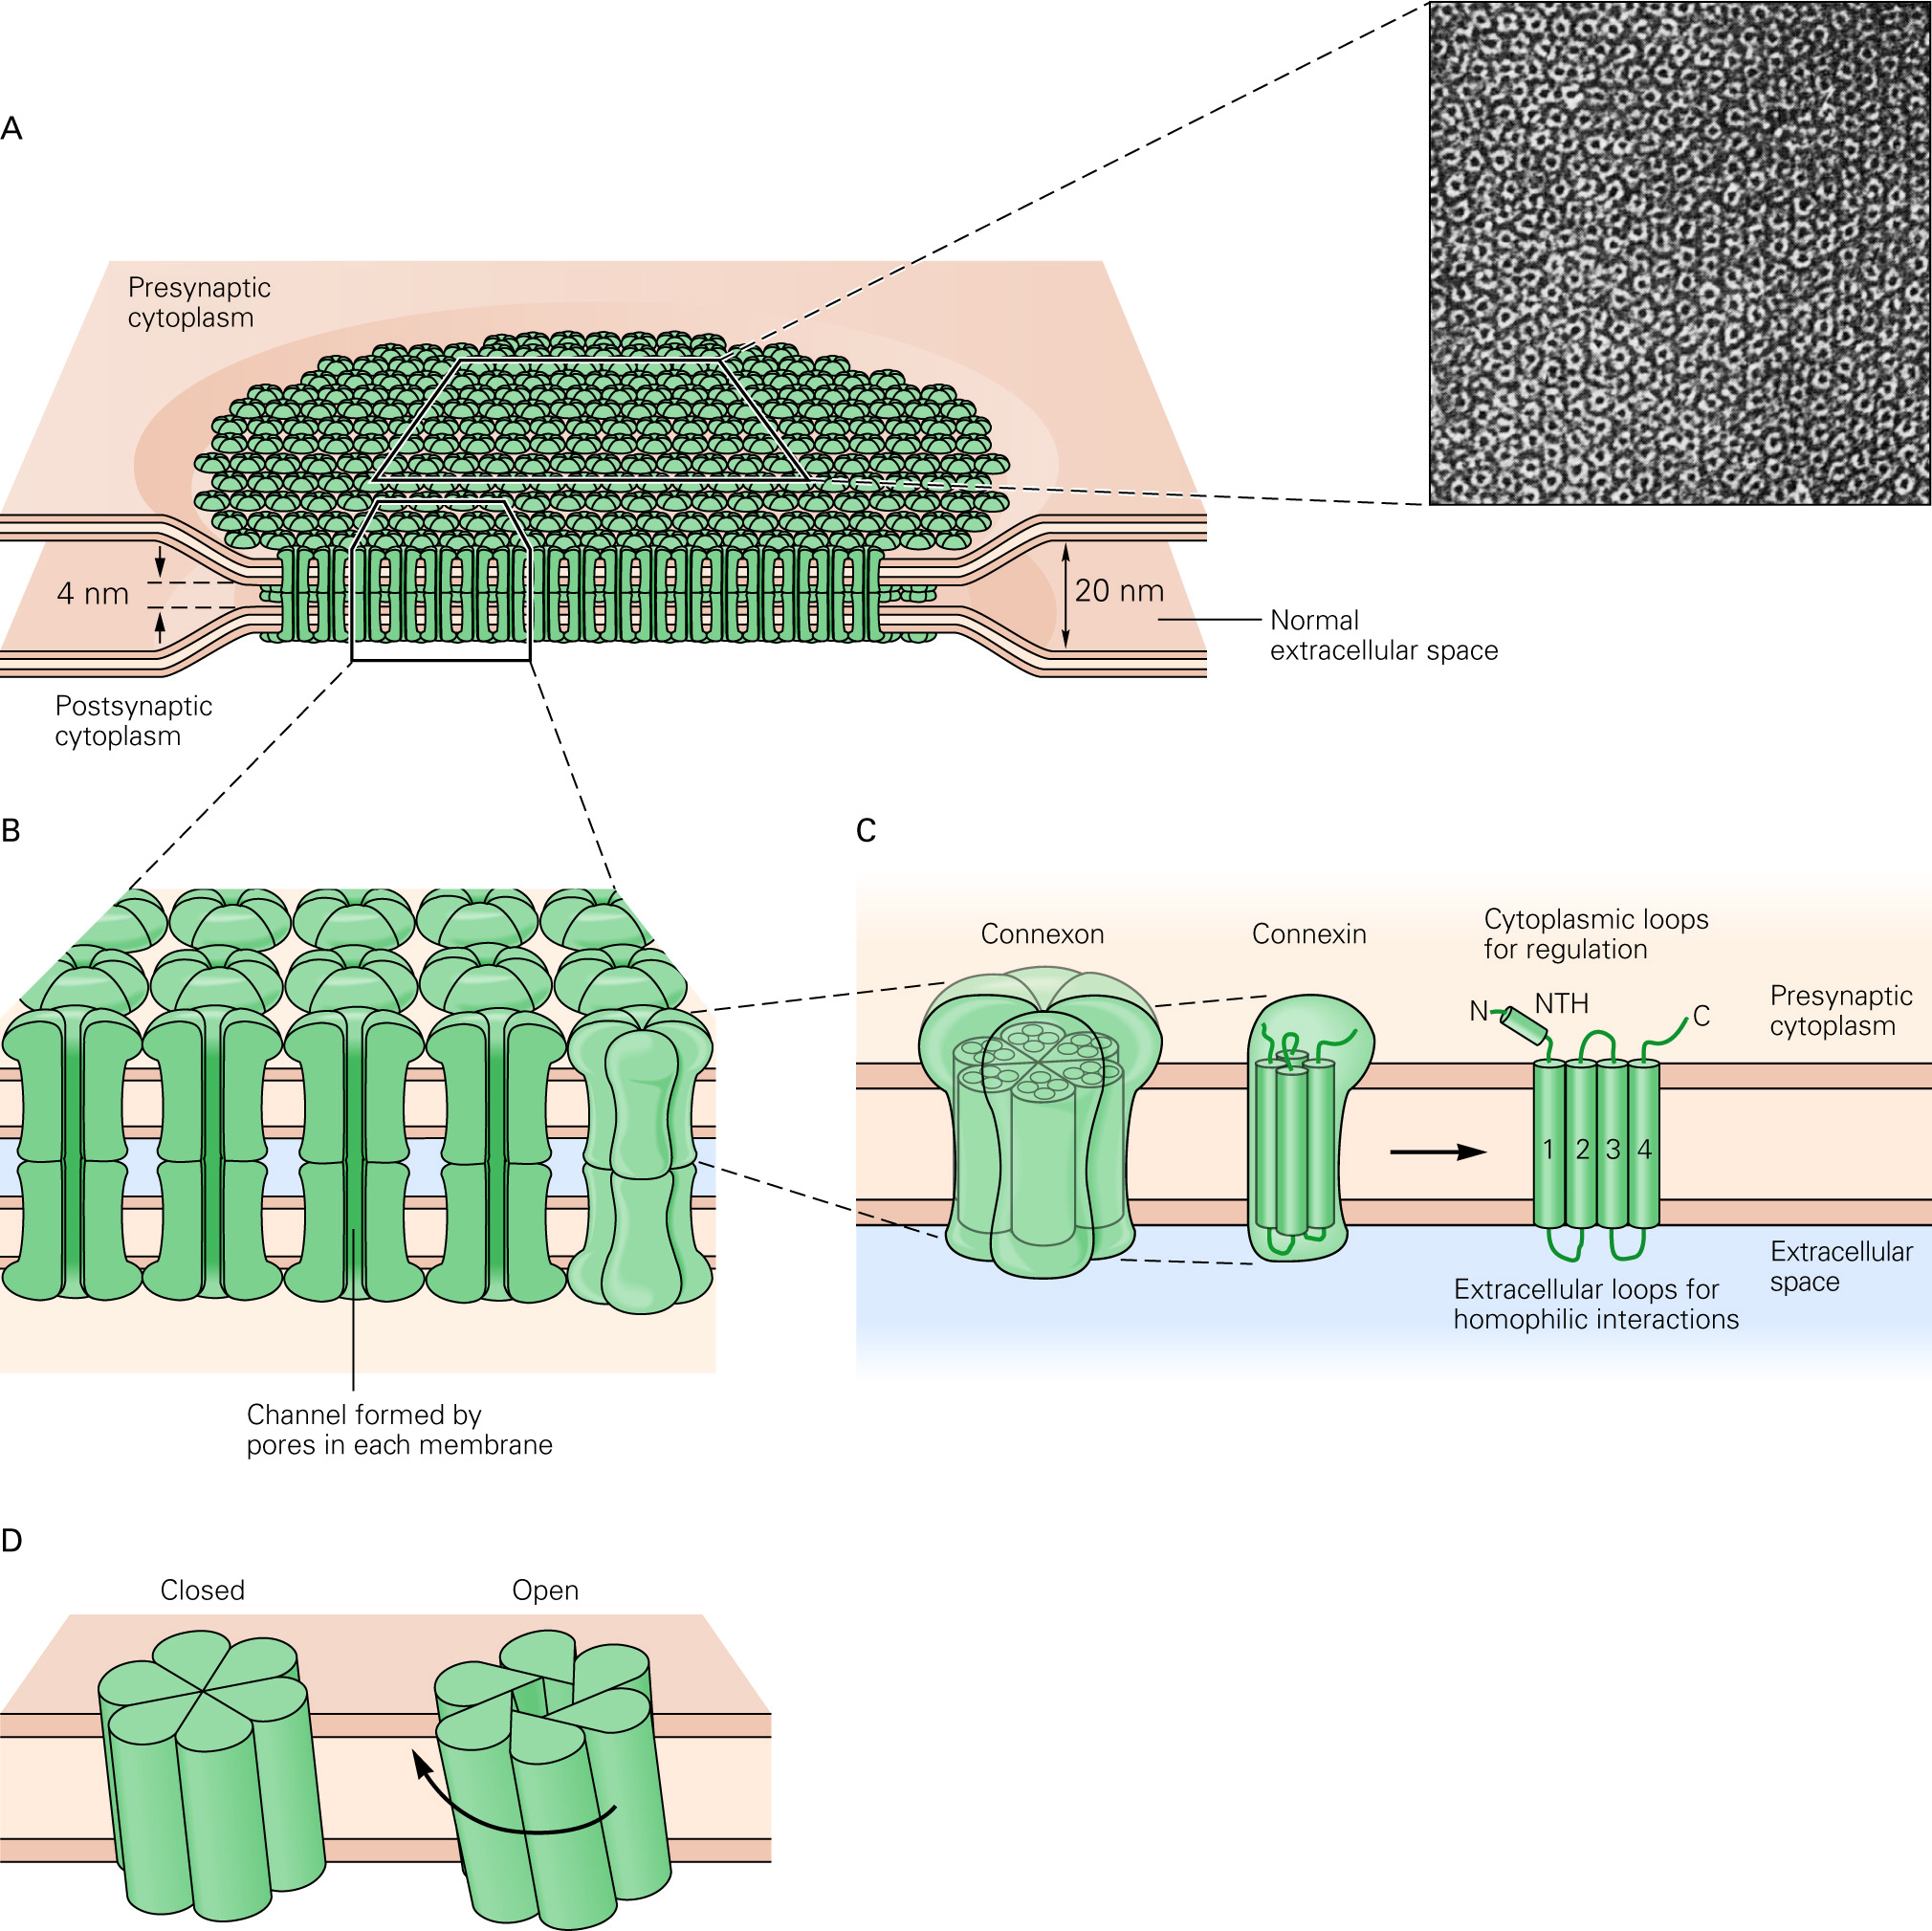 A
Presynaptic
cytoplasm
4 nm
20 nm
Normal
extracellular space
Postsynaptic
cytoplasm
B
Channel formed by
pores in each membrane
C
Connexon
Connexin
Cytoplasmic loops
for regulation
N
NTH
C
Presynaptic
cytoplasm
1 2 3 4
Extracellular
space
Extracellular loops for
homophilic interactions
D
Closed
Open